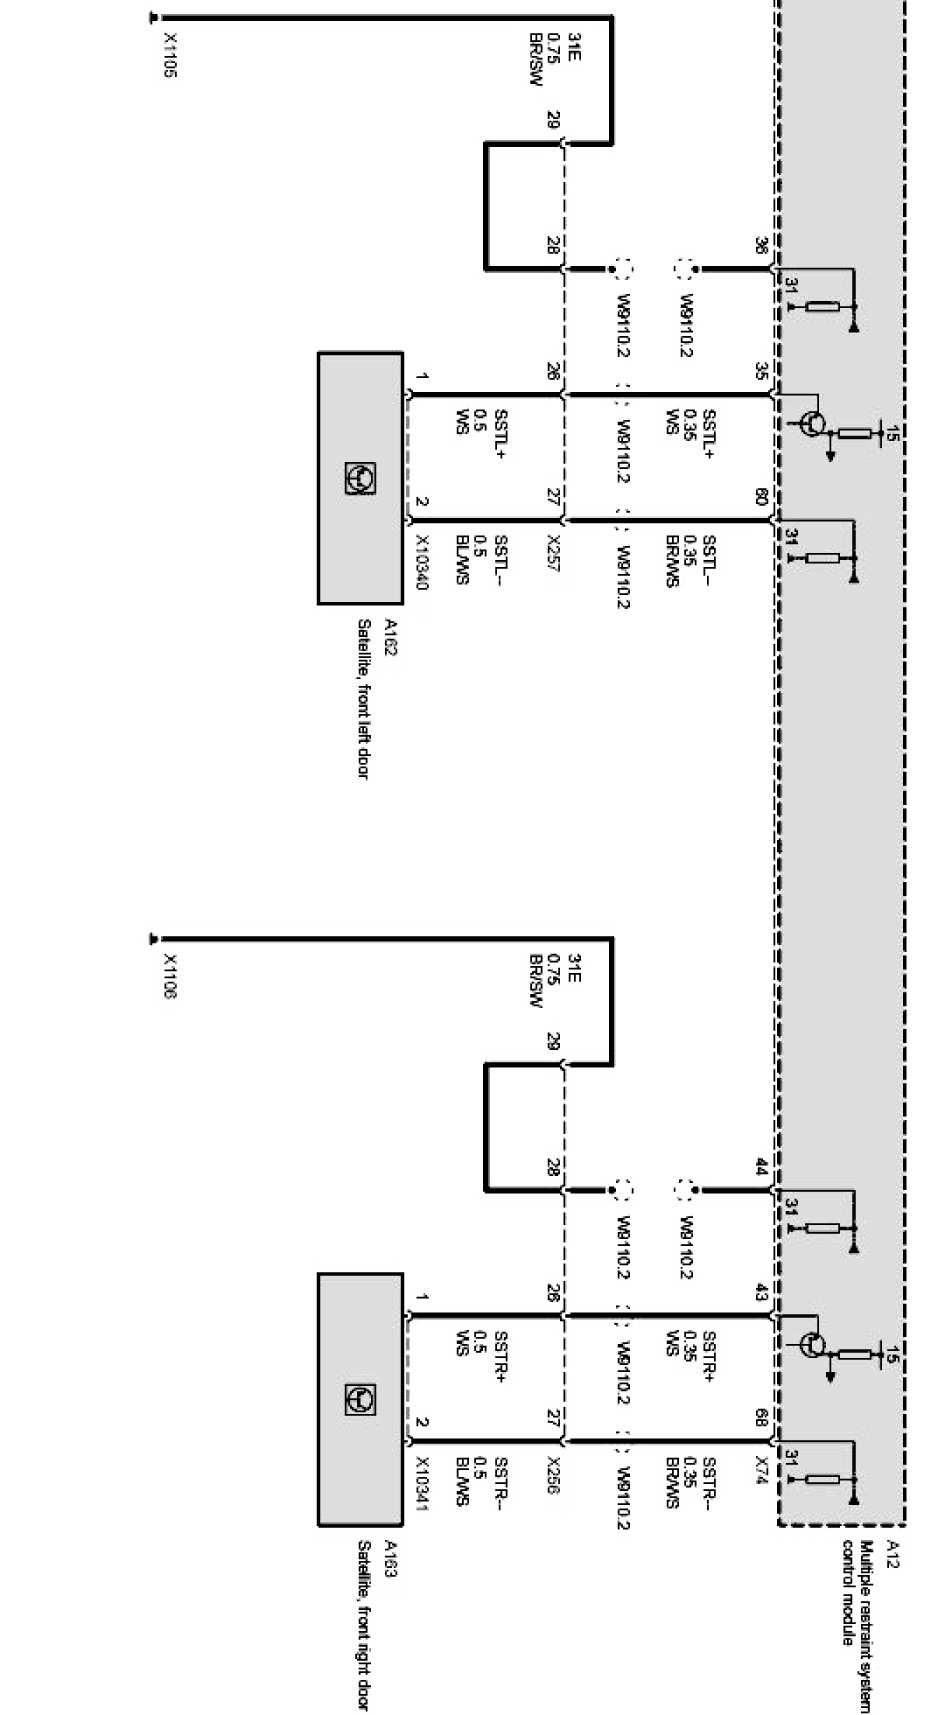 A12
Multiple restraint system
control module
15
31
31
15
31
31
36
35
60
44
43
68
X74
W9110.2
SSTL+
0.35
WS
SSTL--
0.35
BR/WS
W9110.2
SSTR+
0.35
WS
SSTR--
0.35
BR/WS
W9110.2
W9110.2
W9110.2
W9110.2
W9110.2
W9110.2
31E
0.75
BR/SW
29
28
26
27
X257
31E
0.75
BR/SW
29
28
26
27
X256
SSTL+
0.5
WS
SSTL--
0.5
BL/WS
SSTR+
0.5
WS
SSTR--
0.5
BL/WS
1
2
X10340
1
2
X10341
A162
Satellite, front left door
A163
Satellite, front right door
X1105
X1106